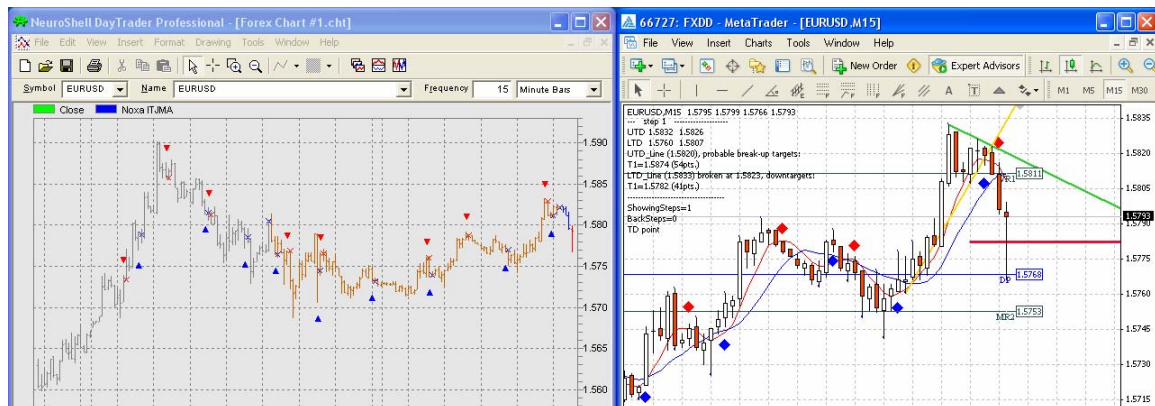 NeuroShell DayTrader Professional - [Forex Chart #1.cht]
File Edit View Insert Format Drawing Tools Window Help
Symbol EURUSD Name EURUSD Frequency 15 Minute Bars
Close Noxa ITJMA
1.590
1.585
1.580
1.575
1.570
1.565
1.560
66727: FXDD - MetaTrader - [EURUSD,M15]
File View Insert Charts Tools Window Help
New Order Expert Advisors
A T M1 M5 M15 M30
EURUSD,M15 1.5795 1.5799 1.5766 1.5793
--- step 1 --------------------
UTD 1.5832 1.5826
LTD 1.5760 1.5807
UTD_Line (1.5820), probable break-up targets:
T1=1.5874 (54pts.)
LTD_Line (1.5833) broken at 1.5823, downtargets:
T1=1.5782 (41pts.)
--------------------------------
ShowingSteps=1
BackSteps=0
TD point
1.5835
1.5820
1.5811
1.5805
1.5793
1.5775
DP 1.5768
1.5760
MR2 1.5753
1.5745
1.5730
1.5715